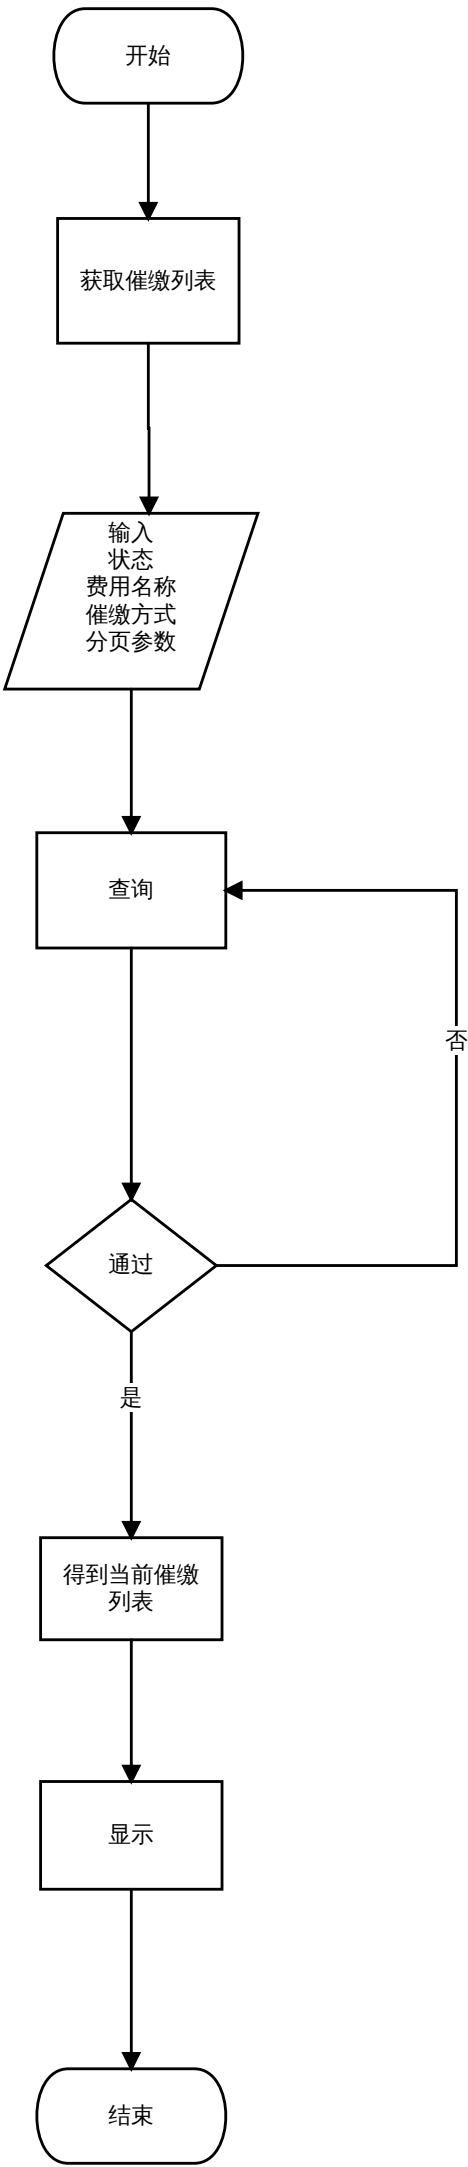 开始
获取催缴列表
输入
状态
费用名称
催缴方式
分页参数
查询
否
通过
是
得到当前催缴
列表
显示
结束